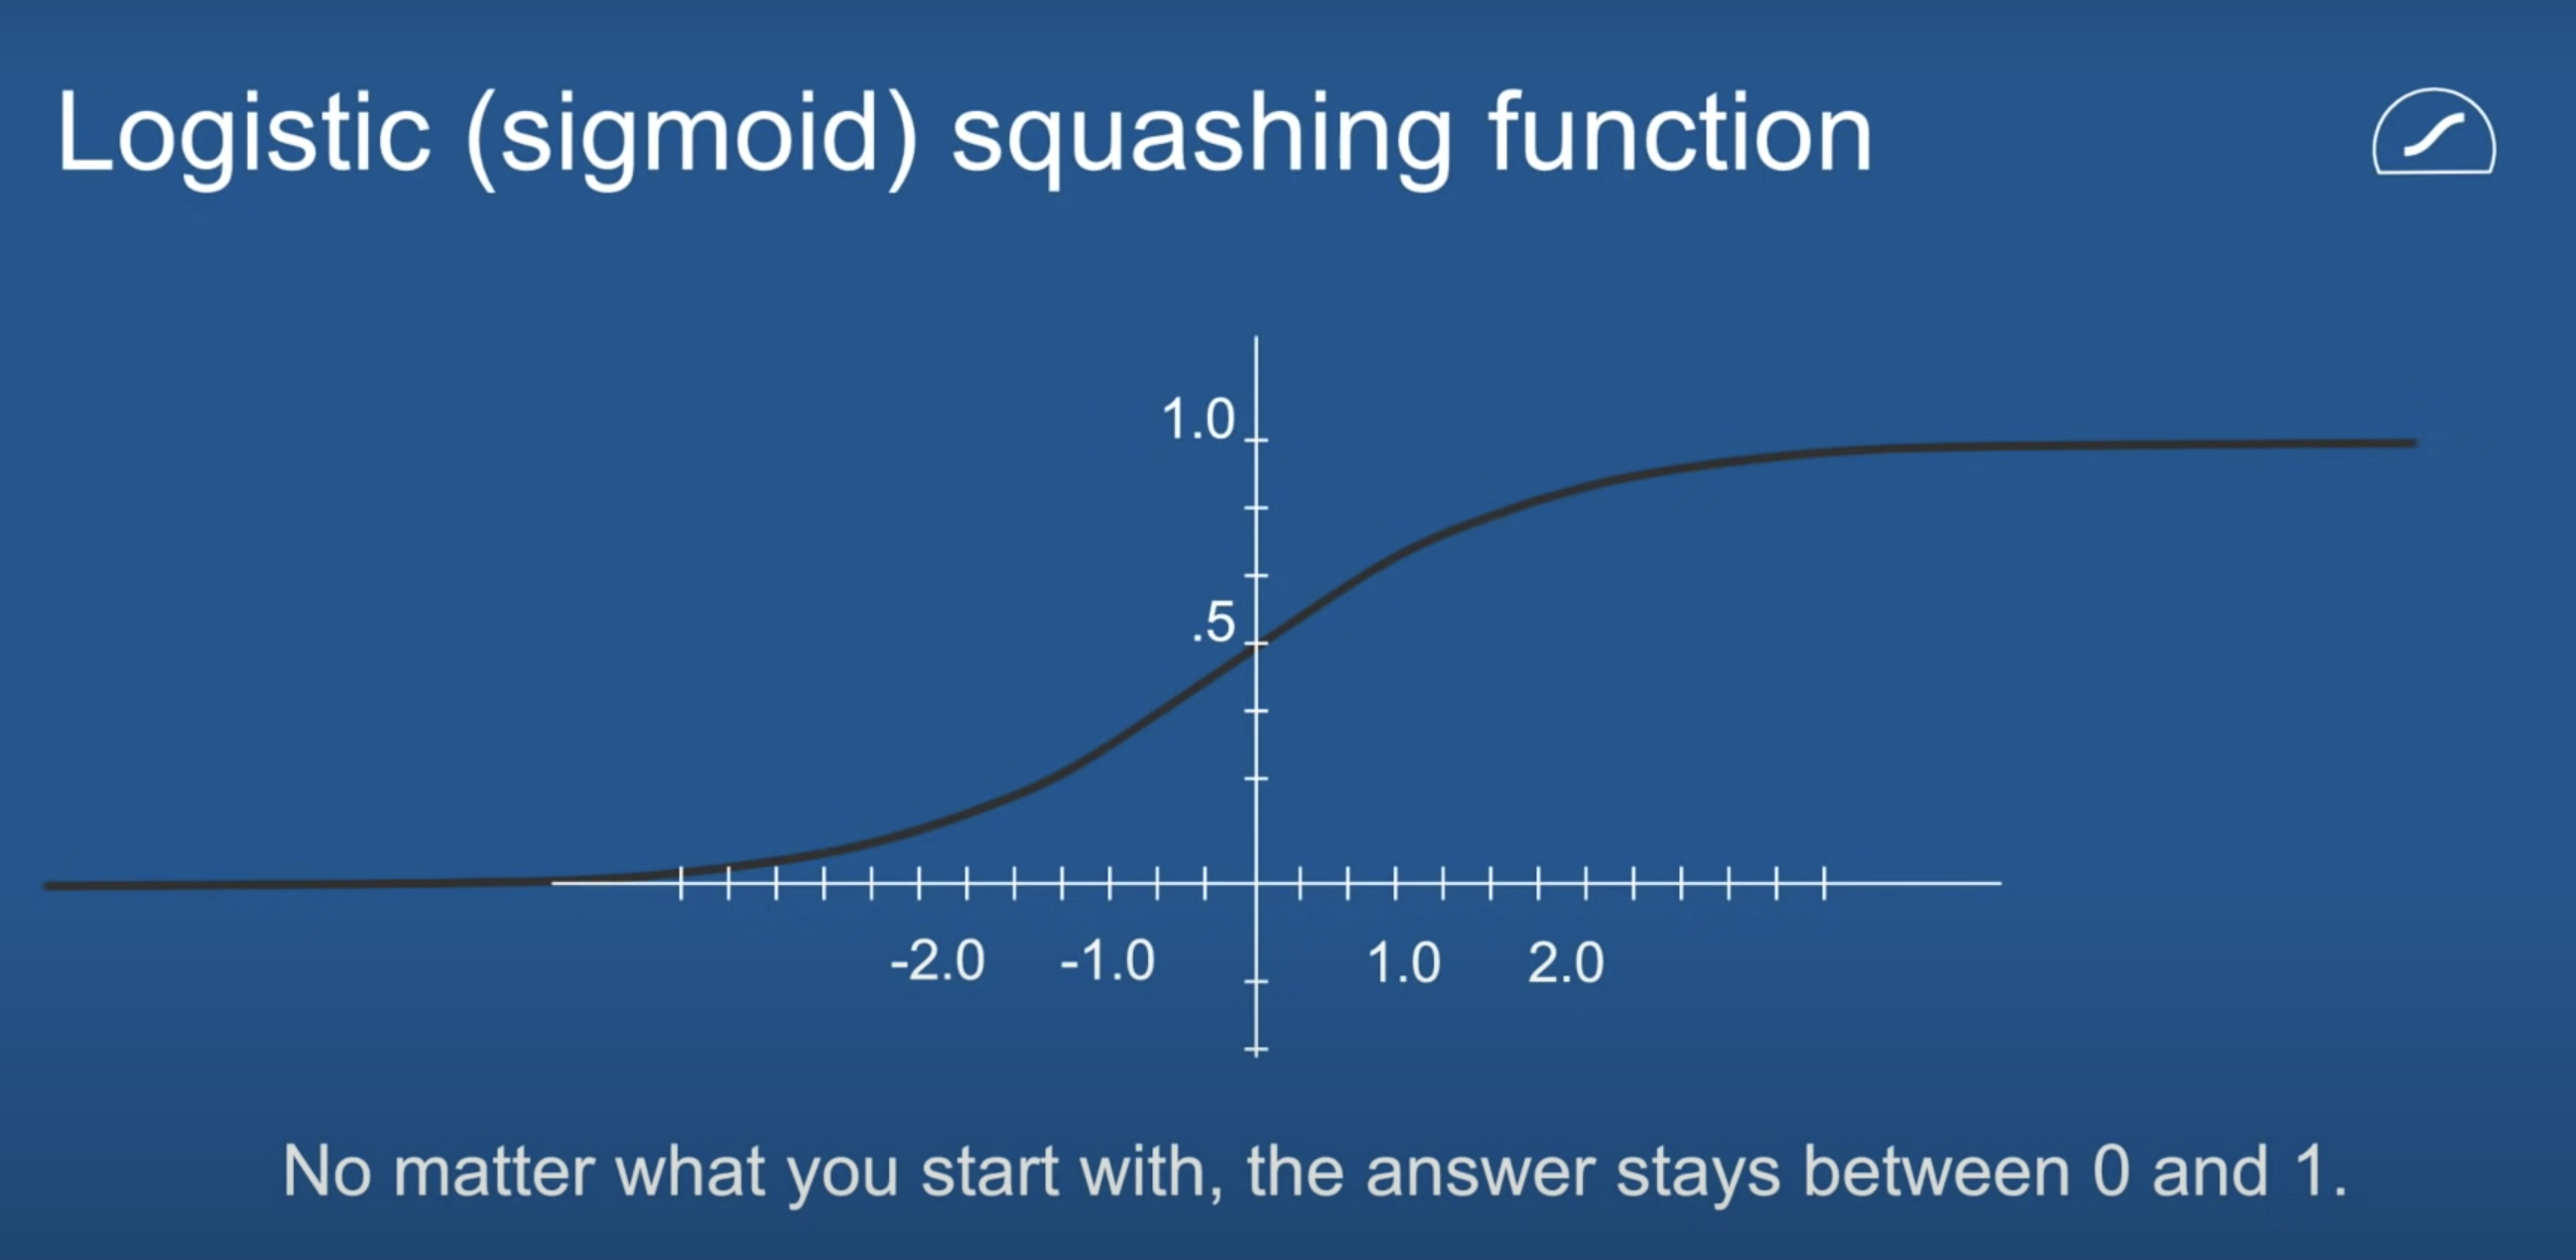 Logistic (sigmoid) squashing function
1.0
.5
-2.0 -1.0 1.0 2.0
No matter what you start with, the answer stays between 0 and 1.